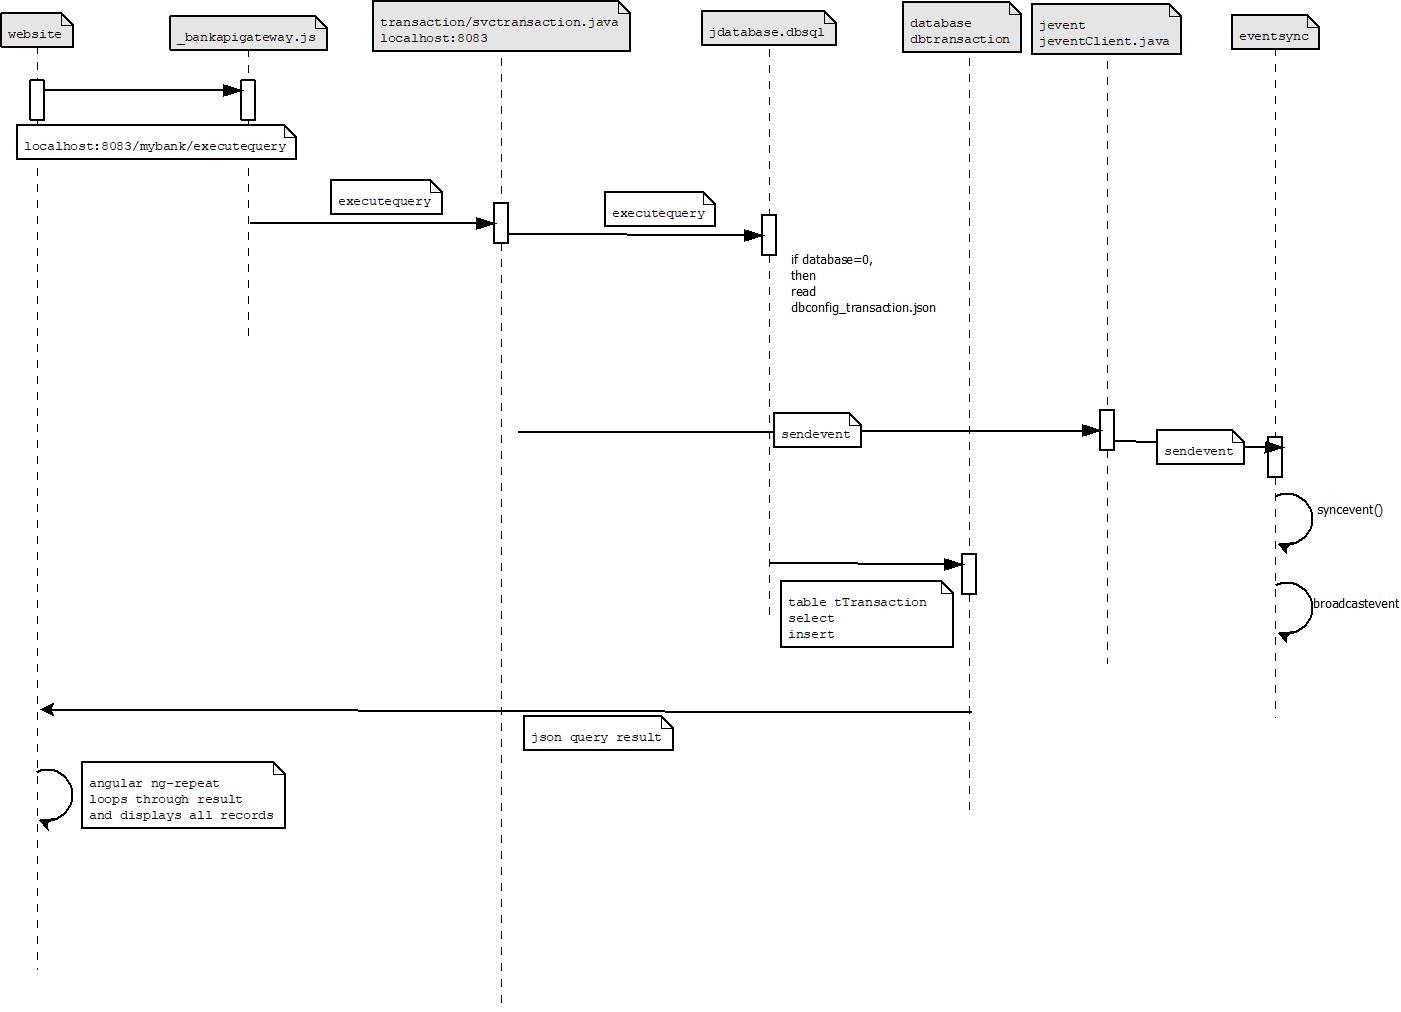 website
_bankapigateway.js
transaction/svctransaction.java
localhost:8083
jdatabase.dbsql
database
dbtransaction
jevent
jeventClient.java
eventsync
localhost:8083/mybank/executequery
executequery
executequery
if database=0,
then
read
dbconfig_transaction.json
sendevent
sendevent
syncevent()
table tTransaction
select
insert
broadcastevent
json query result
angular ng-repeat
loops through result
and displays all records